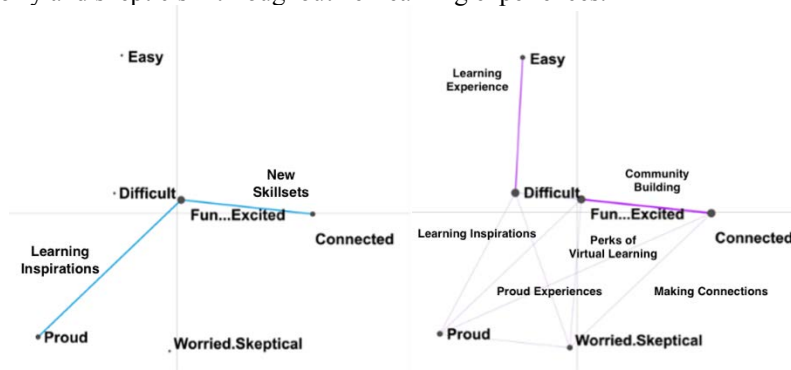 throughout
Easy
New
Skillsets
Difficult
Fun...Excited
Connected
Learning
Inspirations
Proud
Worried.Skeptical
Easy
Learning
Experience
Community
Building
Difficult
Fun...Excited
Connected
Learning Inspirations
Perks of
Virtual Learning
Proud Experiences
Making Connections
Proud
Worried.Skeptical